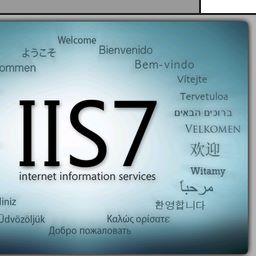 Welcome
ようこそ
Bienvenido
ommen
Bem-vindo
Vítejte
Tervetuloa
ברוכים הבאים
VELKOMEN
IIS7
欢迎
internet information services
Witamy
مرحباً
liniz
환영합니다
Üdvözöljük
Καλώς ορίσατε
Добро пожаловать